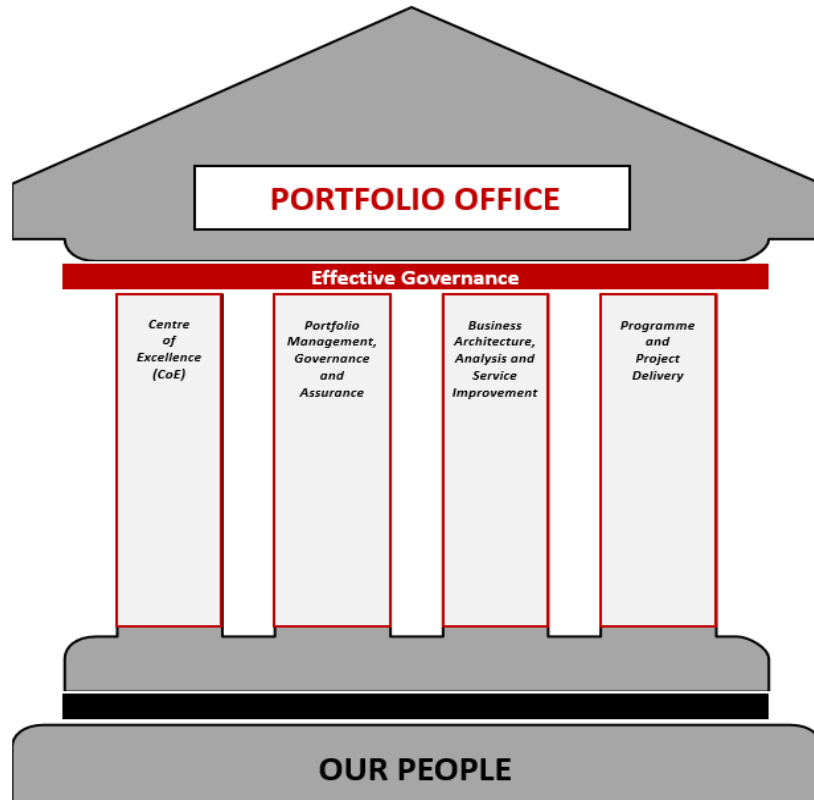 PORTFOLIO OFFICE
Effective Governance
Centre
of
Excellence
(CoE)
Portfolio
Management,
Governance
and
Assurance
Business
Architecture,
Analysis and
Service
Improvement
Programme
and
Project
Delivery
OUR PEOPLE